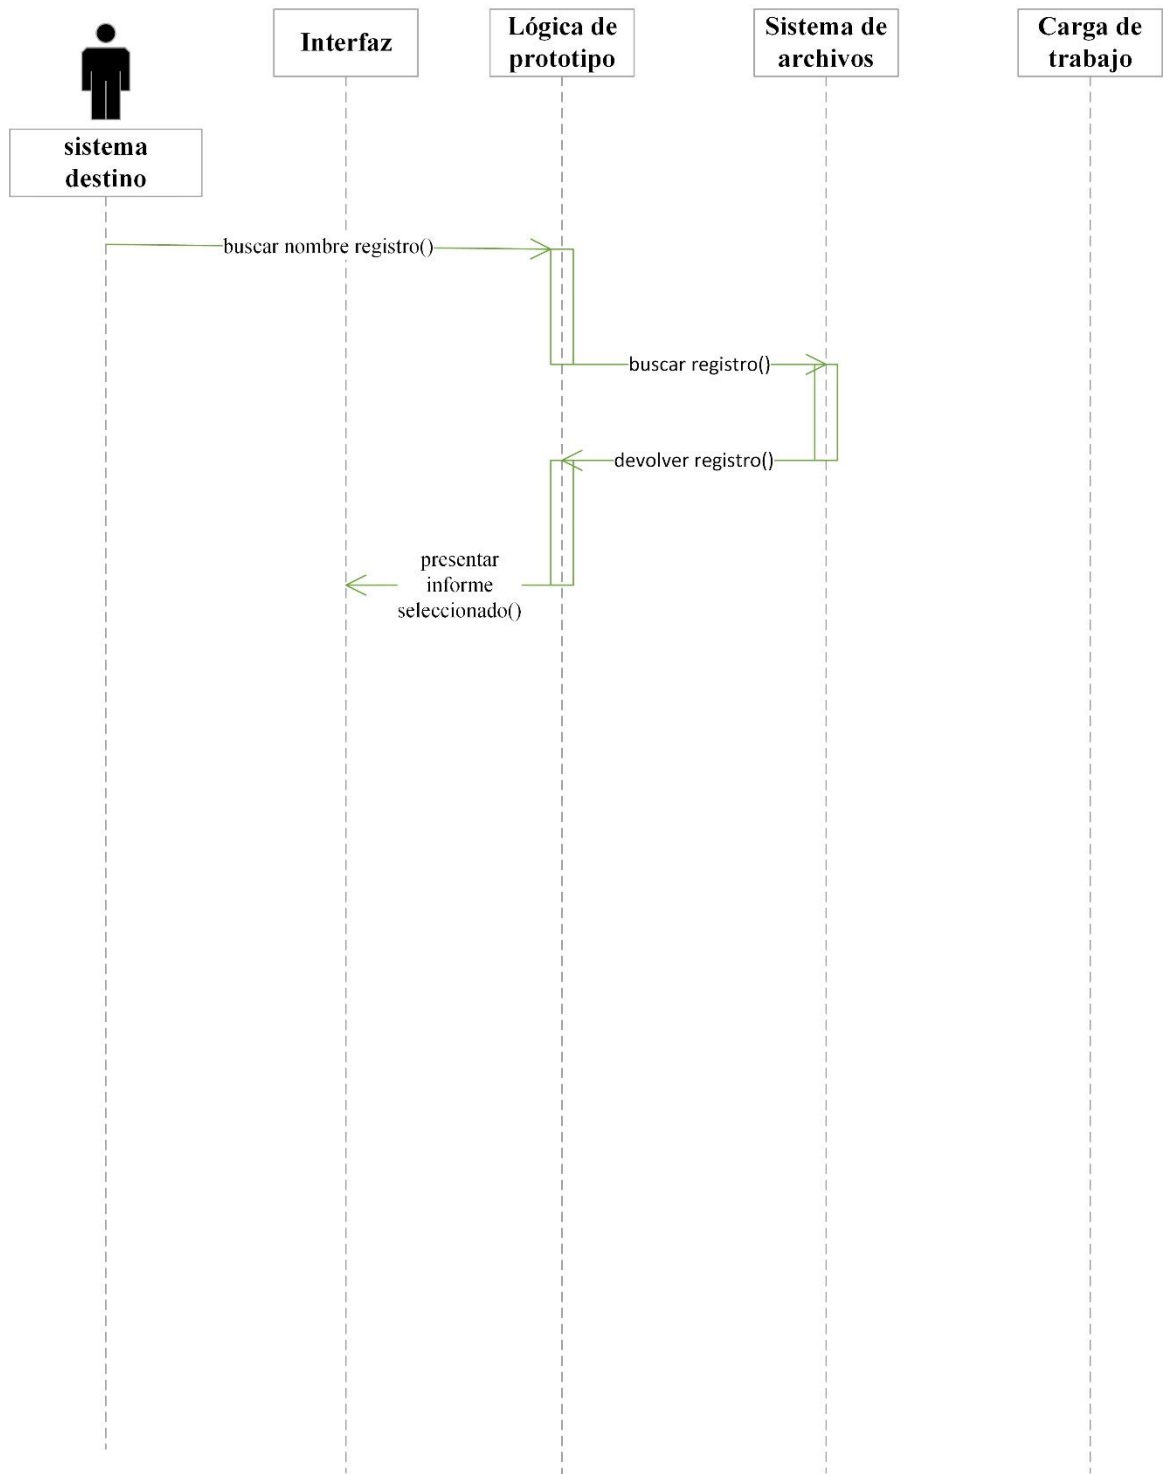 Interfaz
Lógica de
prototipo
Sistema de
archivos
Carga de
trabajo
sistema
destino
buscar nombre registro()
buscar registro()
devolver registro()
presentar
informe
seleccionado()